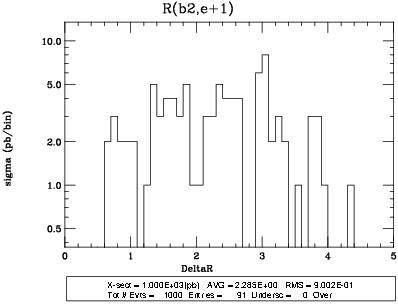 R(b2,e+1)
10.0
5.0
2.0
1.0
0.5
sigma (pb/bin)
0 1 2 3 4 5
DeltaR
X-sect = 1.000E+03(pb) AVG = 2.285E+00 RMS = 9.002E-01
Tot # Evts = 1000 Entries = 91 Undersc = 0 Over